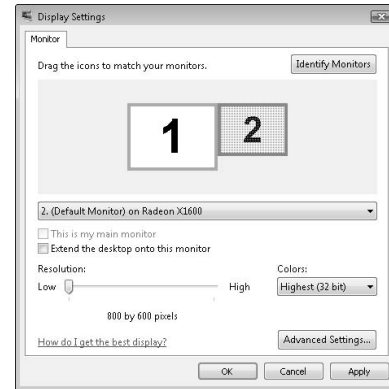 Display Settings
Monitor
Drag the icons to match your monitors.
Identify Monitors
1
2
2. (Default Monitor) on Radeon X1600
This is my main monitor
Extend the desktop onto this monitor
Resolution:
Colors:
Low
High
Highest (32 bit)
800 by 600 pixels
How do I get the best display?
Advanced Settings...
OK
Cancel
Apply